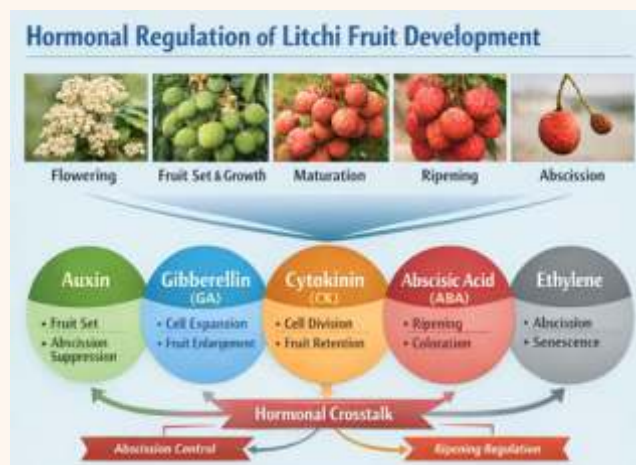 Hormonal Regulation of Litchi Fruit Development
Flowering
Fruit Set & Growth
Maturation
Ripening
Abscission
Auxin
• Fruit Set
• Abscission
Suppression
Gibberellin
(GA)
• Cell Expansion
• Fruit Enlargement
Cytokinin
(CK)
• Cell Division
• Fruit Retention
Abscisic Acid
(ABA)
• Ripening
• Coloration
Ethylene
• Abscission
• Senescence
Hormonal Crosstalk
Abscission Control
Ripening Regulation